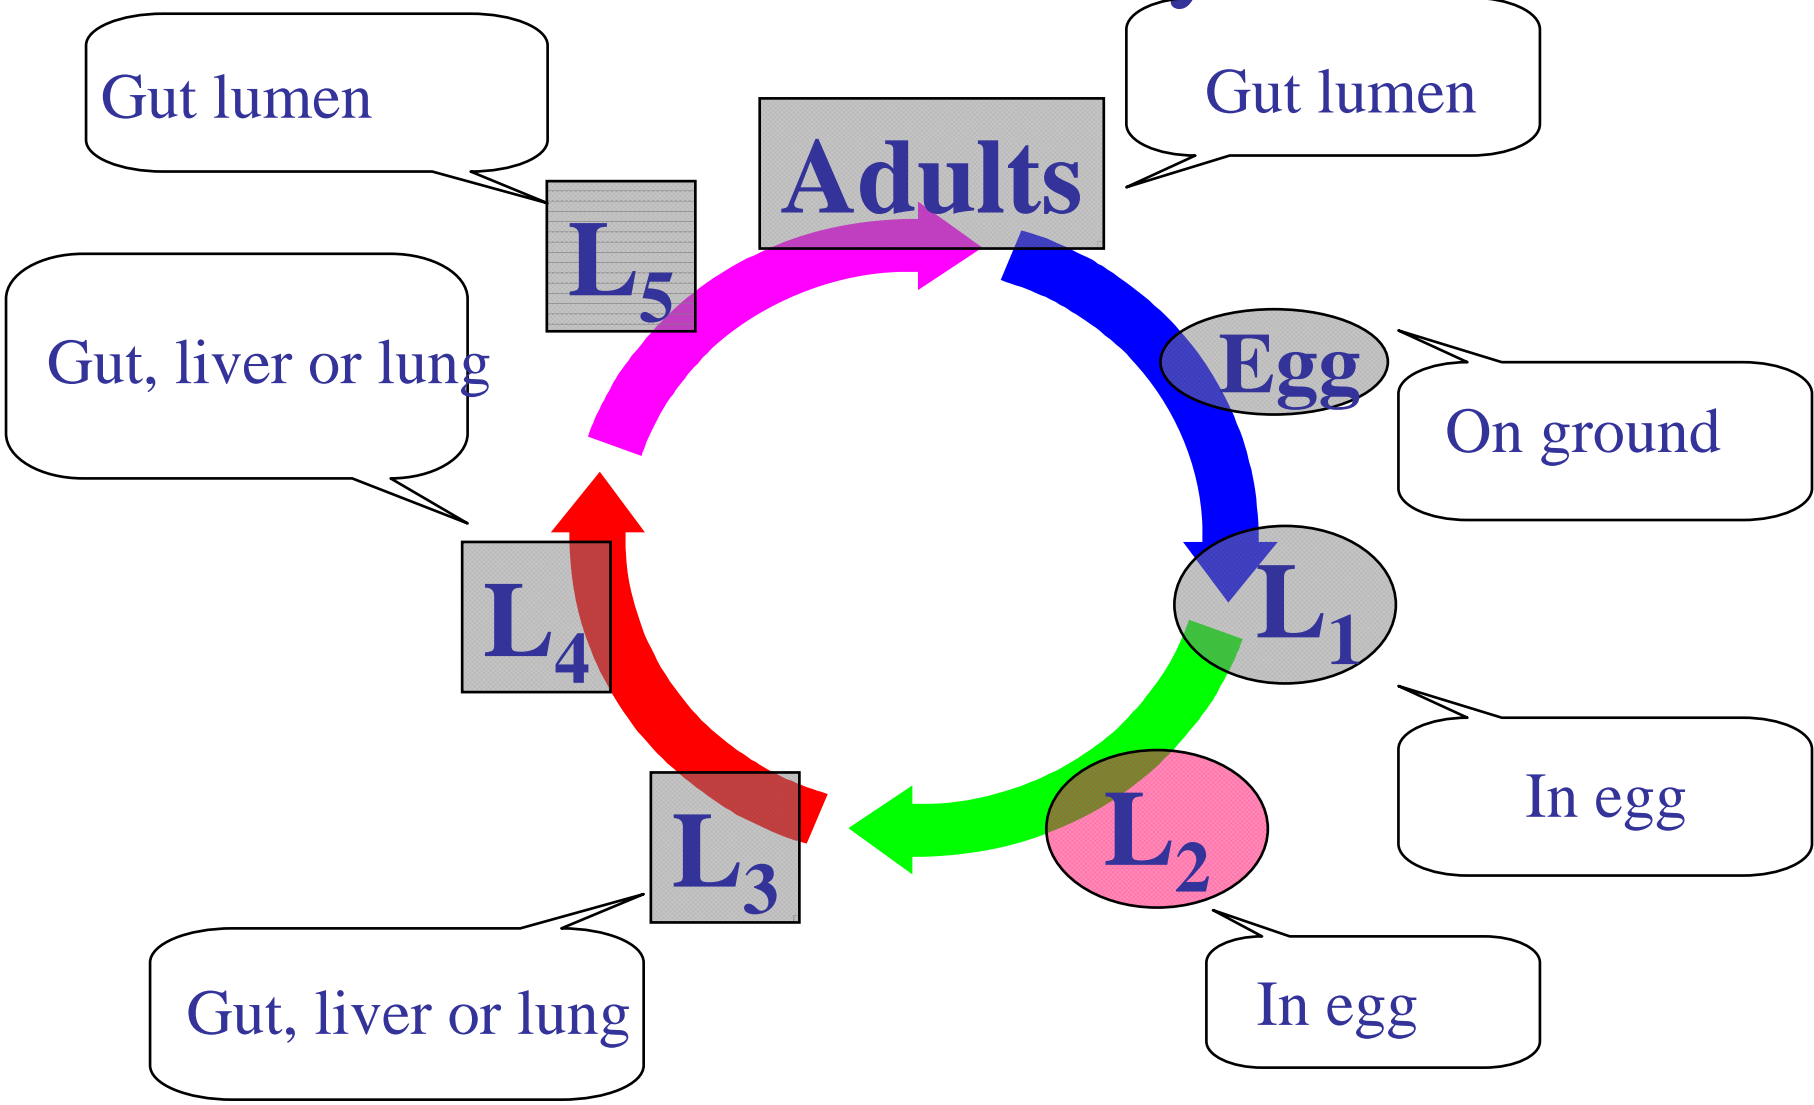 Gut lumen
Gut lumen
Adults
L5
Egg
Gut, liver or lung
On ground
L4
L1
In egg
L3
L2
Gut, liver or lung
In egg